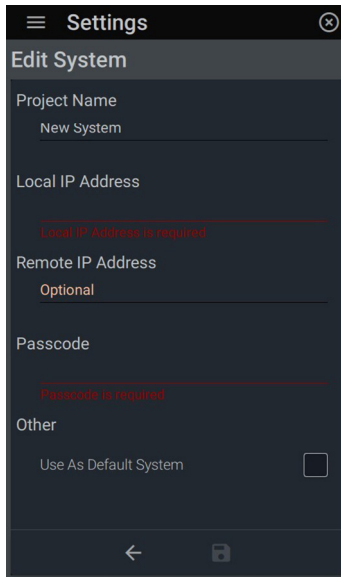 Settings
Edit System
Project Name
New System
Local IP Address
Local IP Address is required
Remote IP Address
Optional
Passcode
Passcode is required
Other
Use As Default System